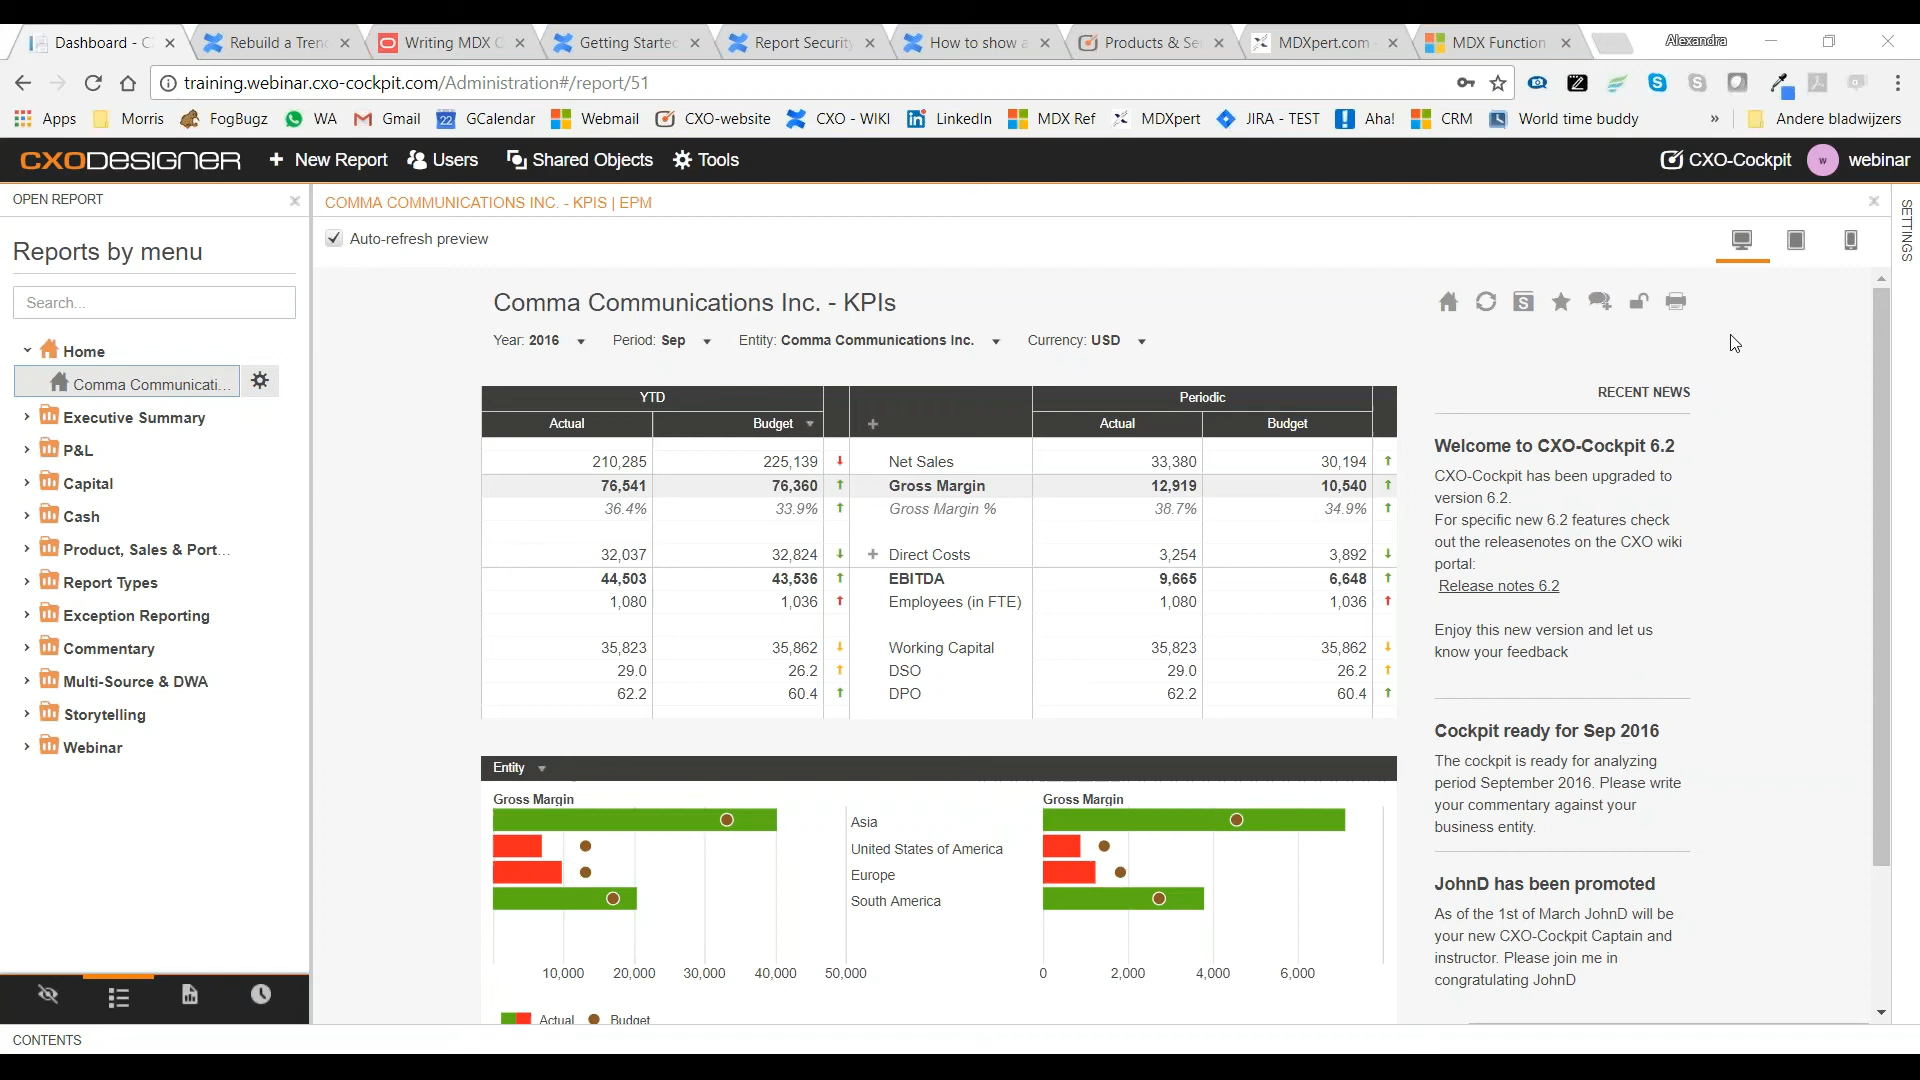 Dashboard - C
Rebuild a Tren
Writing MDX C
Getting Starte
Report Security
How to show a
Products & Se
MDXpert.com -
MDX Function
Alexandra
training.webinar.cxo-cockpit.com/Administration#/report/51
Apps Morris FogBugz WA Gmail 22 GCalendar Webmail CXO-website CXO - WIKI LinkedIn MDX Ref MDXpert JIRA - TEST Aha! CRM World time buddy » Andere bladwijzers
CXODESIGNER + New Report Users Shared Objects Tools CXO-Cockpit w webinar
OPEN REPORT
COMMA COMMUNICATIONS INC. - KPIS | EPM
SETTINGS
Auto-refresh preview
Reports by menu
Search...
Home
Comma Communicati...
Executive Summary
P&L
Capital
Cash
Product, Sales & Port...
Report Types
Exception Reporting
Commentary
Multi-Source & DWA
Storytelling
Webinar
Comma Communications Inc. - KPIs
Year: 2016 Period: Sep Entity: Comma Communications Inc. Currency: USD
YTD Periodic
Actual Budget + Actual Budget
210,285 225,139 Net Sales 33,380 30,194
76,541 76,360 Gross Margin 12,919 10,540
36.4% 33.9% Gross Margin % 38.7% 34.9%
32,037 32,824 + Direct Costs 3,254 3,892
44,503 43,536 EBITDA 9,665 6,648
1,080 1,036 Employees (in FTE) 1,080 1,036
35,823 35,862 Working Capital 35,823 35,862
29.0 26.2 DSO 29.0 26.2
62.2 60.4 DPO 62.2 60.4
Entity
Gross Margin Gross Margin
Asia
United States of America
Europe
South America
10,000 20,000 30,000 40,000 50,000 0 2,000 4,000 6,000
Actual Budget
RECENT NEWS
Welcome to CXO-Cockpit 6.2
CXO-Cockpit has been upgraded to
version 6.2.
For specific new 6.2 features check
out the releasenotes on the CXO wiki
portal:
Release notes 6.2
Enjoy this new version and let us
know your feedback
Cockpit ready for Sep 2016
The cockpit is ready for analyzing
period September 2016. Please write
your commentary against your
business entity.
JohnD has been promoted
As of the 1st of March JohnD will be
your new CXO-Cockpit Captain and
instructor. Please join me in
congratulating JohnD
CONTENTS